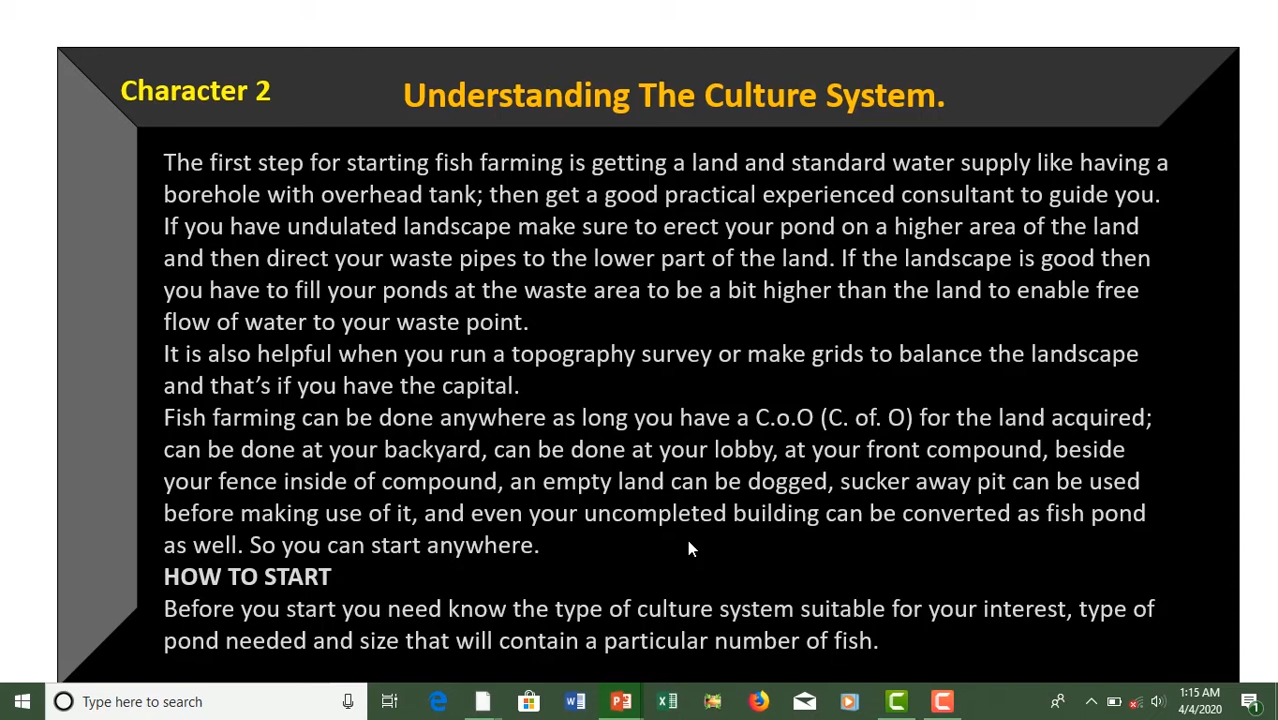 Character 2
Understanding The Culture System.
The first step for starting fish farming is getting a land and standard water supply like having a
borehole with overhead tank; then get a good practical experienced consultant to guide you.
If you have undulated landscape make sure to erect your pond on a higher area of the land
and then direct your waste pipes to the lower part of the land. If the landscape is good then
you have to fill your ponds at the waste area to be a bit higher than the land to enable free
flow of water to your waste point.
It is also helpful when you run a topography survey or make grids to balance the landscape
and that’s if you have the capital.
Fish farming can be done anywhere as long you have a C.o.O (C. of. O) for the land acquired;
can be done at your backyard, can be done at your lobby, at your front compound, beside
your fence inside of compound, an empty land can be dogged, sucker away pit can be used
before making use of it, and even your uncompleted building can be converted as fish pond
as well. So you can start anywhere.
HOW TO START
Before you start you need know the type of culture system suitable for your interest, type of
pond needed and size that will contain a particular number of fish.
Type here to search
1:15 AM
4/4/2020
1